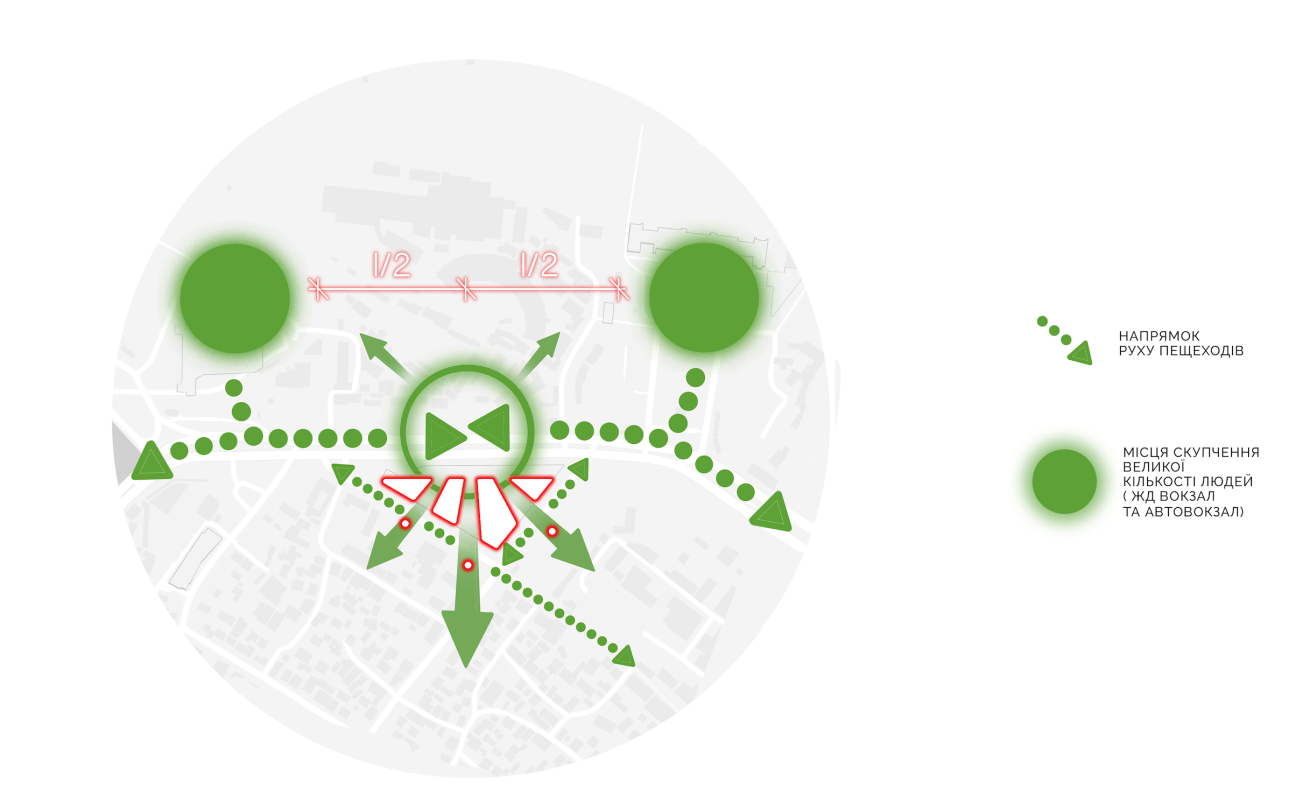 l/2
l/2
НАПРЯМОК
РУХУ ПЕЩЕХОДІВ
МІСЦЯ СКУПЧЕННЯ
ВЕЛИКОЇ
КІЛЬКОСТІ ЛЮДЕЙ
( ЖД ВОКЗАЛ
ТА АВТОВОКЗАЛ)